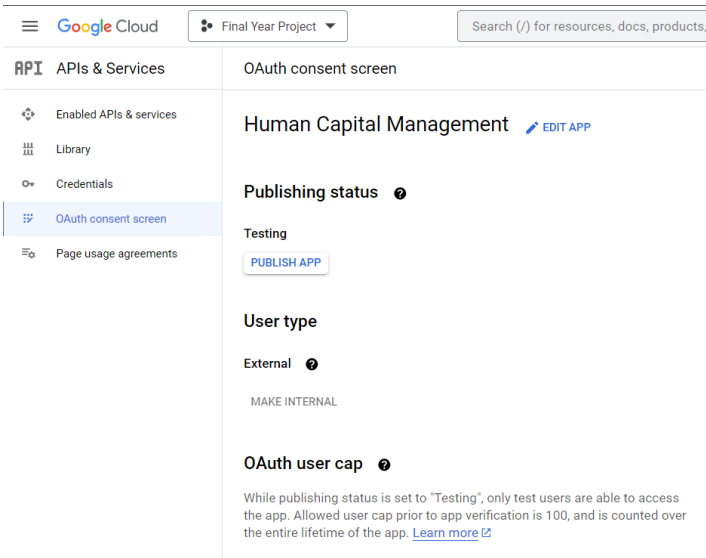 Google Cloud
Final Year Project
Search (/) for resources, docs, products,
API APIs & Services
OAuth consent screen
Enabled APIs & services
Library
Credentials
OAuth consent screen
Page usage agreements
Human Capital Management
EDIT APP
Publishing status
Testing
PUBLISH APP
User type
External
MAKE INTERNAL
OAuth user cap
While publishing status is set to "Testing", only test users are able to access
the app. Allowed user cap prior to app verification is 100, and is counted over
the entire lifetime of the app. Learn more